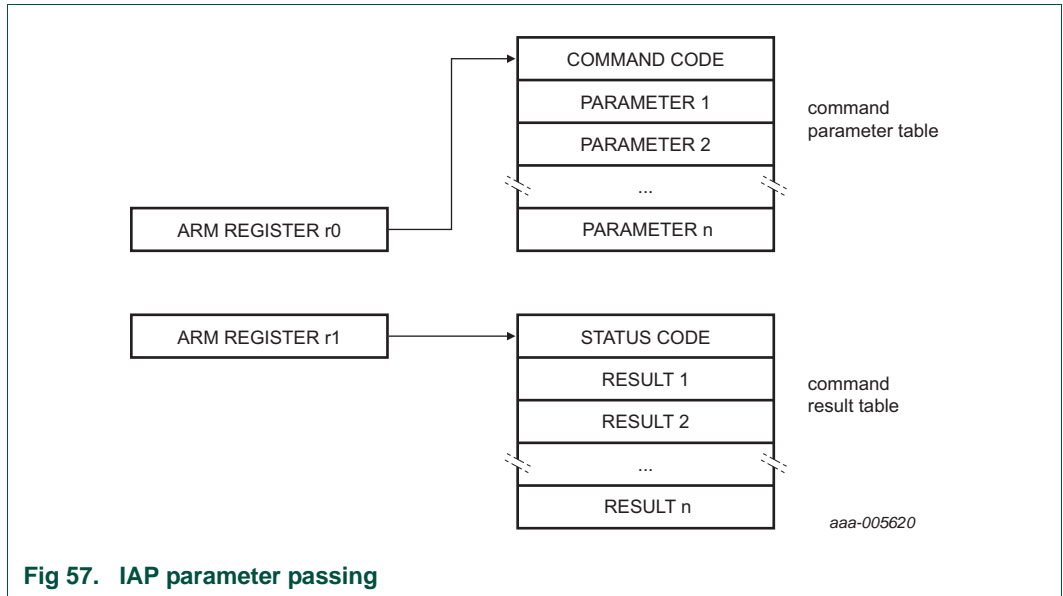 COMMAND CODE
PARAMETER 1
PARAMETER 2
...
PARAMETER n
command
parameter table
ARM REGISTER r0
ARM REGISTER r1
STATUS CODE
RESULT 1
RESULT 2
...
RESULT n
command
result table
aaa-005620
Fig 57. IAP parameter passing